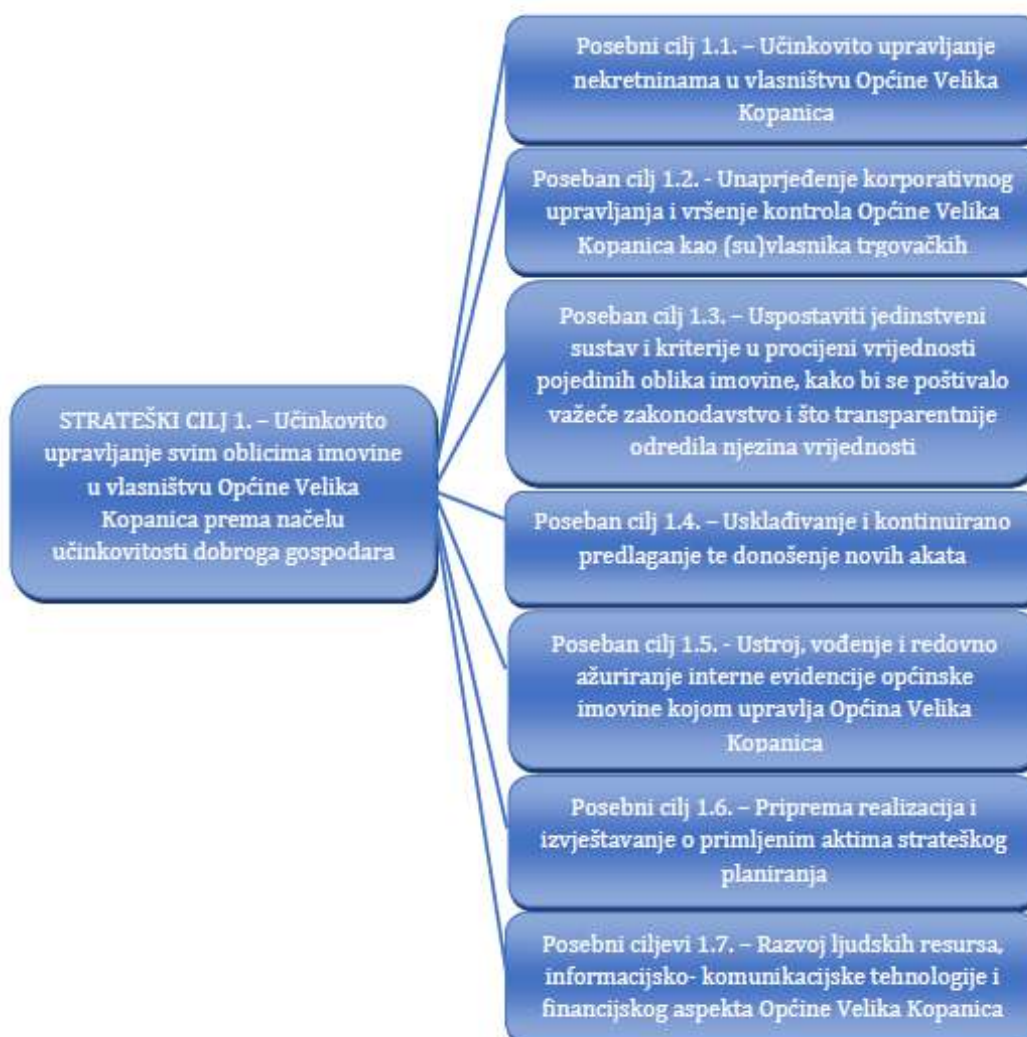 STRATEŠKI CILJ 1. – Učinkovito
upravljanje svim oblicima imovine
u vlasništvu Općine Velika
Kopanica prema načelu
učinkovitosti dobroga gospodara
Posebni cilj 1.1. – Učinkovito upravljanje
nekretninama u vlasništvu Općine Velika
Kopanica
Poseban cilj 1.2. - Unaprjeđenje korporativnog
upravljanja i vršenje kontrola Općine Velika
Kopanica kao (su)vlasnika trgovačkih
Poseban cilj 1.3. – Uspostaviti jedinstveni
sustav i kriterije u procijeni vrijednosti
pojedinih oblika imovine, kako bi se poštivalo
važeće zakonodavstvo i što transparentnije
odredila njezina vrijednosti
Poseban cilj 1.4. – Usklađivanje i kontinuirano
predlaganje te donošenje novih akata
Poseban cilj 1.5. - Ustroj, vođenje i redovno
ažuriranje interne evidencije općinske
imovine kojom upravlja Općina Velika
Kopanica
Posebni cilj 1.6. – Priprema realizacija i
izvještavanje o primljenim aktima strateškog
planiranja
Posebni ciljevi 1.7. – Razvoj ljudskih resursa,
informacijsko- komunikacijske tehnologije i
financijskog aspekta Općine Velika Kopanica